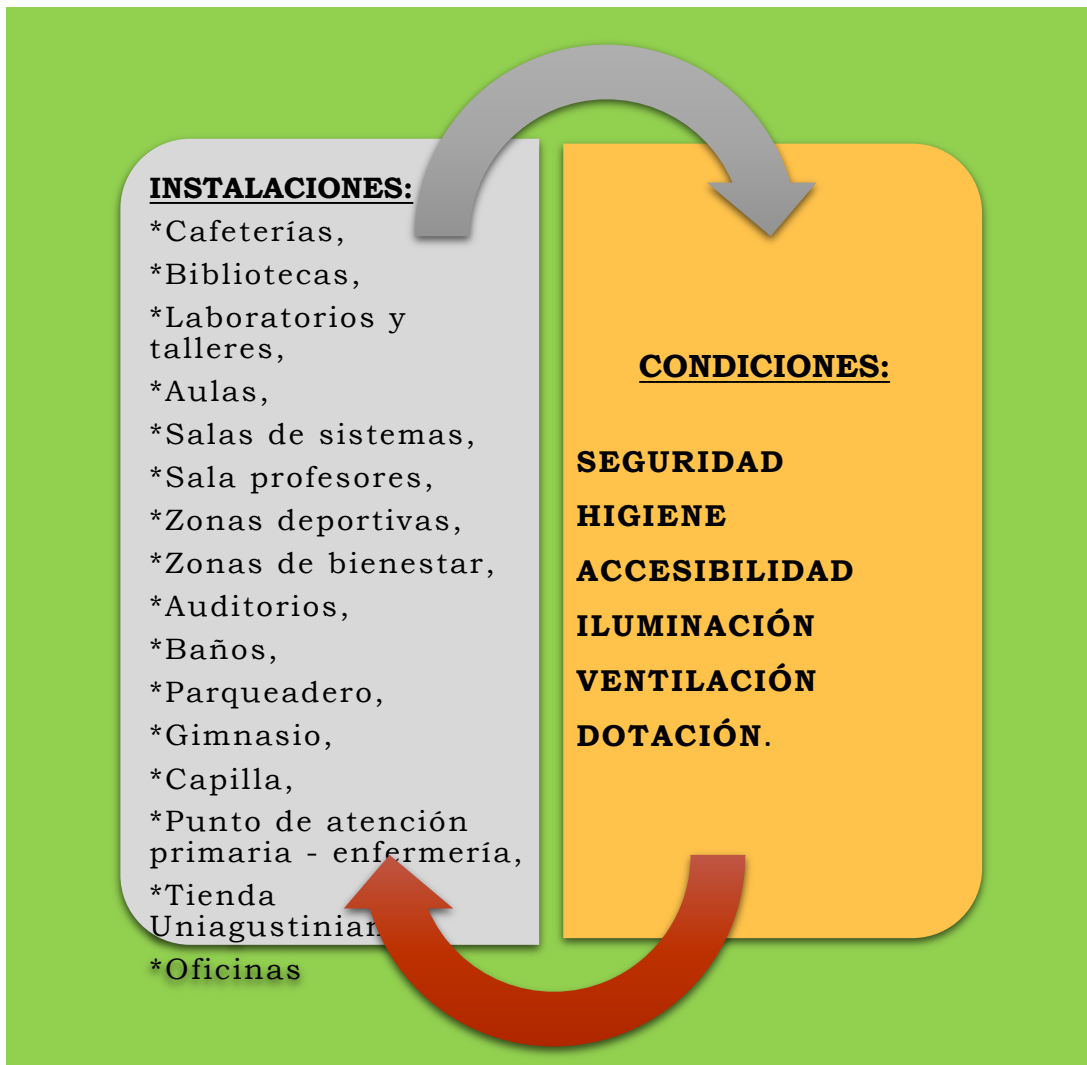 INSTALACIONES:
*Cafeterías,
*Bibliotecas,
*Laboratorios y
talleres,
*Aulas,
*Salas de sistemas,
*Sala profesores,
*Zonas deportivas,
*Zonas de bienestar,
*Auditorios,
*Baños,
*Parqueadero,
*Gimnasio,
*Capilla,
*Punto de atención
primaria - enfermería,
*Tienda
*Oficinas
CONDICIONES:
SEGURIDAD
HIGIENE
ACCESIBILIDAD
ILUMINACIÓN
VENTILACIÓN
DOTACIÓN.